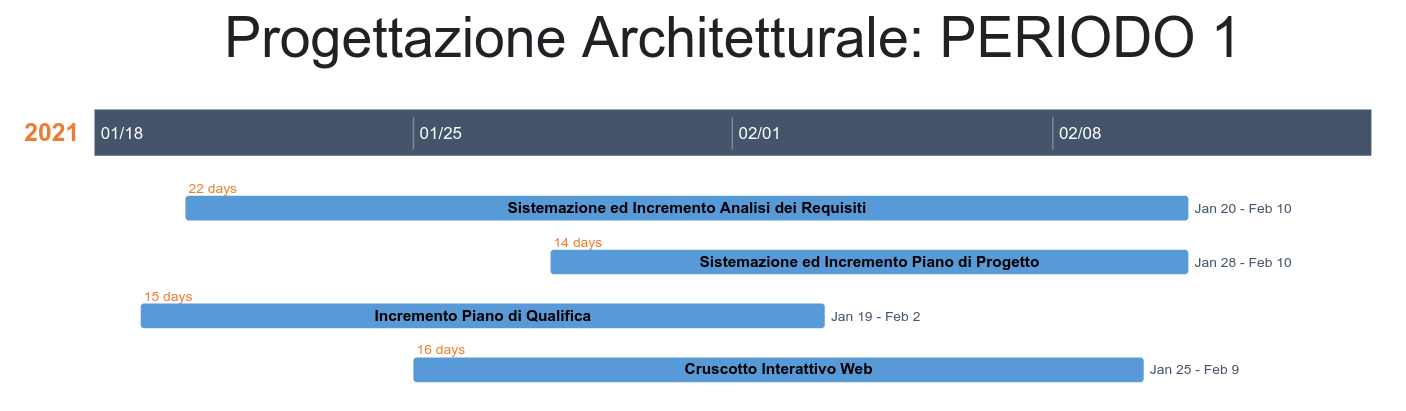 Progettazione Architetturale: PERIODO 1
2021
01/18
01/25
02/01
02/08
22 days
Sistemazione ed Incremento Analisi dei Requisiti
Jan 20 - Feb 10
14 days
Sistemazione ed Incremento Piano di Progetto
Jan 28 - Feb 10
15 days
Incremento Piano di Qualifica
Jan 19 - Feb 2
16 days
Cruscotto Interattivo Web
Jan 25 - Feb 9